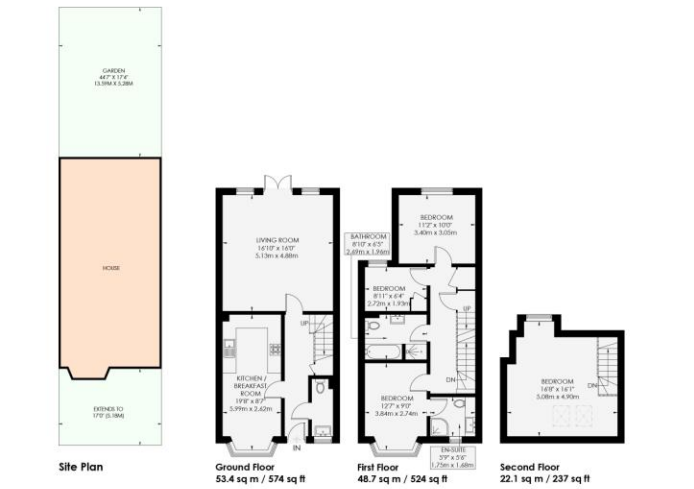 GARDEN
44'7" X 17'4"
13.59M X 5.28M
HOUSE
EXTENDS TO
17'0" (5.18M)
Site Plan
LIVING ROOM
16'10" x 16'0"
5.13m x 4.88m
UP
KITCHEN /
BREAKFAST
ROOM
19'8" x 8'7"
5.99m x 2.62m
IN
Ground Floor
53.4 sq m / 574 sq ft
BATHROOM
8'10" x 6'5"
2.69m x 1.96m
BEDROOM
11'2" x 10'0"
3.40m x 3.05m
BEDROOM
8'11" x 6'4"
2.72m x 1.93m
UP
DN
BEDROOM
12'7" x 9'0"
3.84m x 2.74m
EN-SUITE
5'9" x 5'6"
1.75m x 1.68m
First Floor
48.7 sq m / 524 sq ft
BEDROOM
16'8" x 16'1"
5.08m x 4.90m
DN
Second Floor
22.1 sq m / 237 sq ft